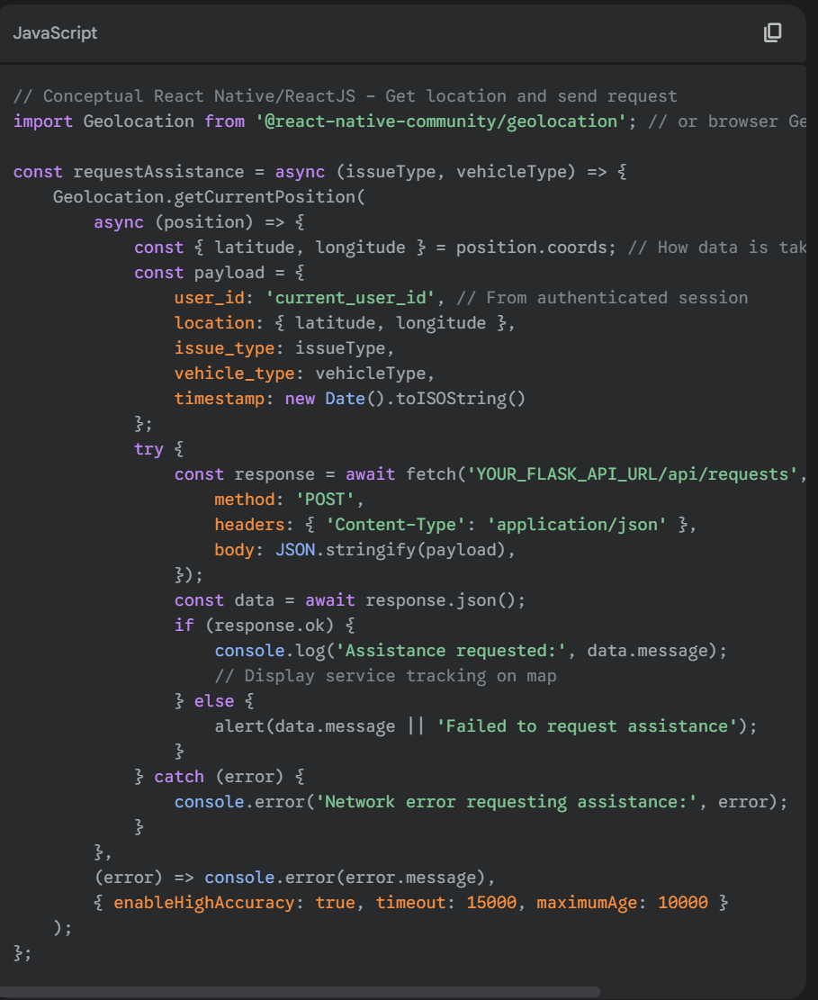 JavaScript
// Conceptual React Native/ReactJS - Get location and send request
import Geolocation from '@react-native-community/geolocation'; // or browser
const requestAssistance = async (issueType, vehicleType) => {
    Geolocation.getCurrentPosition(
        async (position) => {
            const { latitude, longitude } = position.coords; // How data is
            const payload = {
                user_id: 'current_user_id', // From authenticated session
                location: { latitude, longitude },
                issue_type: issueType,
                vehicle_type: vehicleType,
                timestamp: new Date().toISOString()
            };
            try {
                const response = await fetch('YOUR_FLASK_API_URL/api/requests',
                    method: 'POST',
                    headers: { 'Content-Type': 'application/json' },
                    body: JSON.stringify(payload),
                });
                const data = await response.json();
                if (response.ok) {
                    console.log('Assistance requested:', data.message);
                    // Display service tracking on map
                } else {
                    alert(data.message || 'Failed to request assistance');
                }
            } catch (error) {
                console.error('Network error requesting assistance:', error);
            }
        },
        (error) => console.error(error.message),
        { enableHighAccuracy: true, timeout: 15000, maximumAge: 10000 }
    );
};